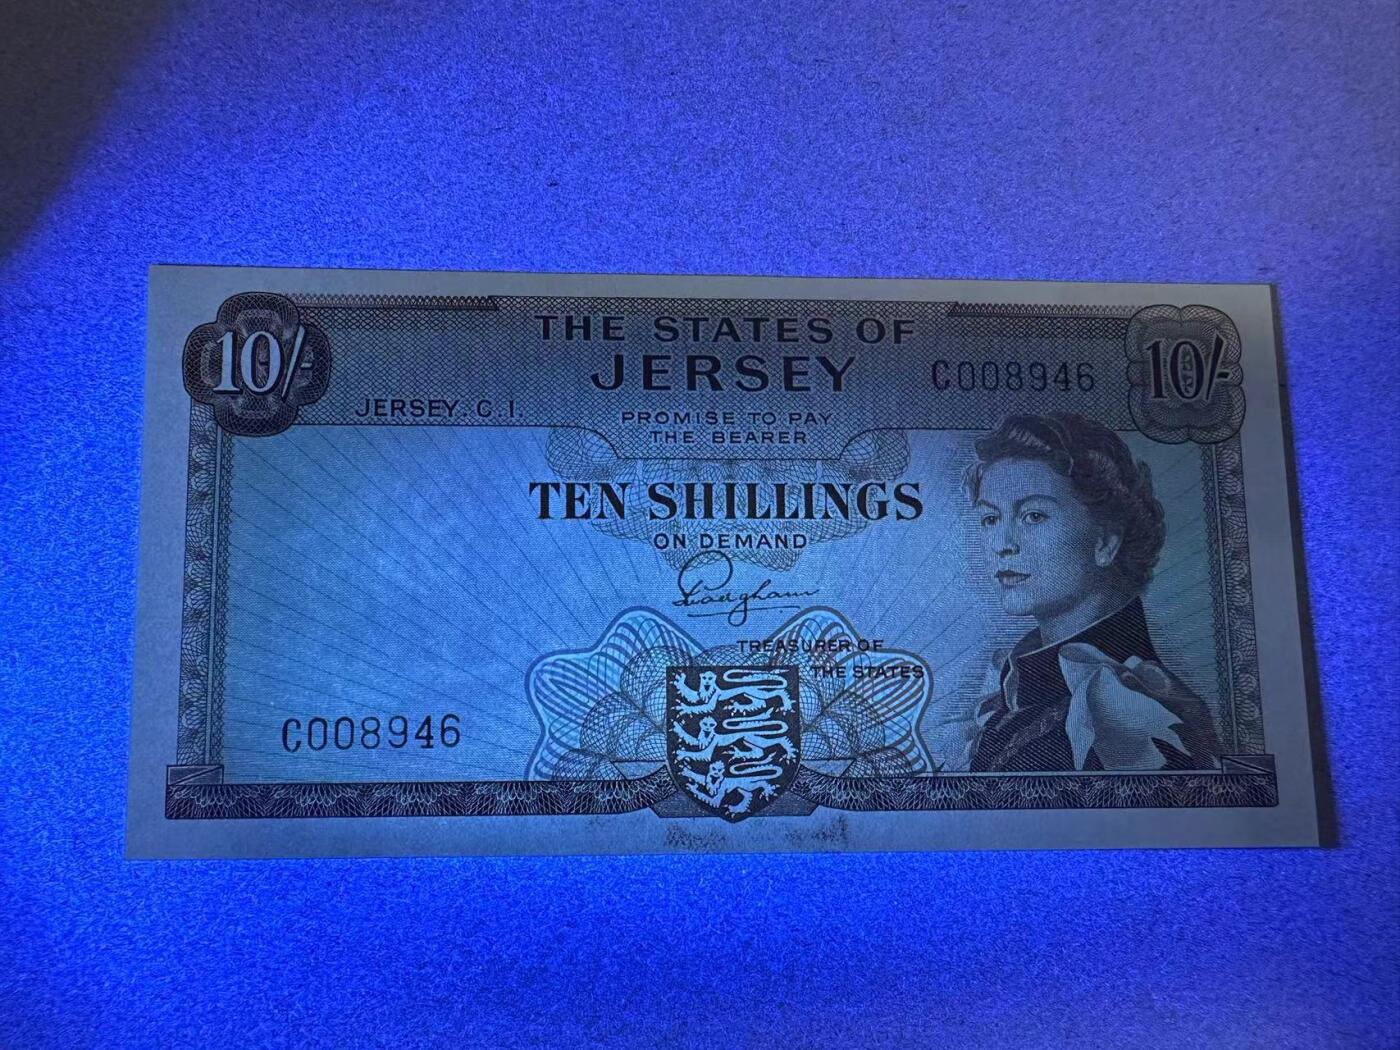 10/-
THE STATES OF
JERSEY
C008946
10/-
JERSEY. C.I.
PROMISE TO PAY
THE BEARER
TEN SHILLINGS
ON DEMAND
TREASURER OF
THE STATES
C008946